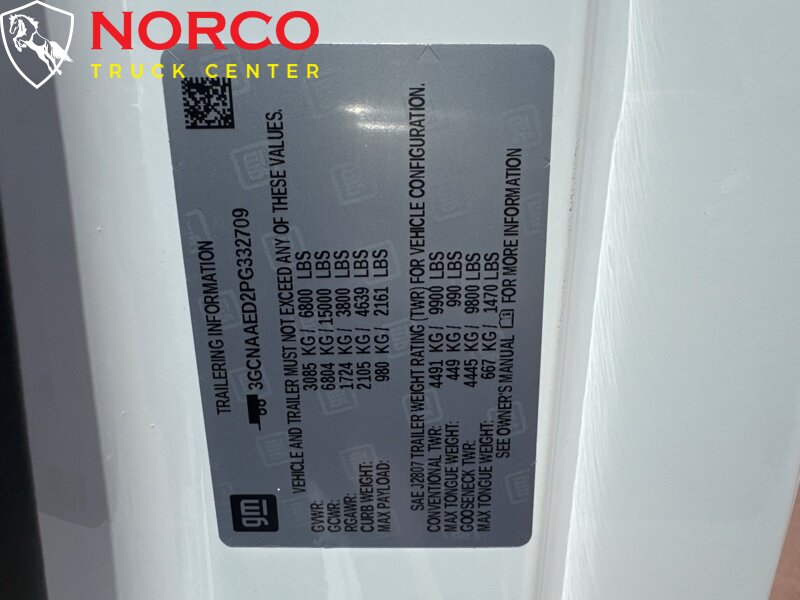 NORCO
TRUCK CENTER
gm
TRAILERING INFORMATION
3GCNAAED2PG332709
VEHICLE AND TRAILER MUST NOT EXCEED ANY OF THESE VALUES.
GVWR: 3085 KG / 6800 LBS
GCWR: 6804 KG / 15000 LBS
RGAWR: 1724 KG / 3800 LBS
CURB WEIGHT: 2105 KG / 4639 LBS
MAX PAYLOAD: 980 KG / 2161 LBS
SAE J2807 TRAILER WEIGHT RATING (TWR) FOR VEHICLE CONFIGURATION.
CONVENTIONAL TWR: 4491 KG / 9900 LBS
MAX TONGUE WEIGHT: 449 KG / 990 LBS
GOOSENECK TWR: 4445 KG / 9800 LBS
MAX TONGUE WEIGHT: 667 KG / 1470 LBS
SEE OWNER'S MANUAL FOR MORE INFORMATION